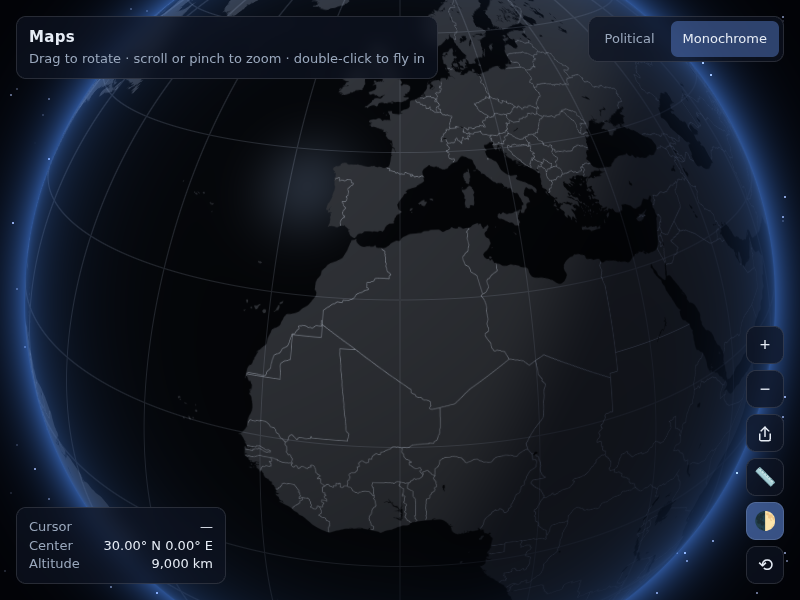 Maps
Drag to rotate · scroll or pinch to zoom · double-click to fly in
Political
Monochrome
+
−
Cursor —
Center 30.00° N 0.00° E
Altitude 9,000 km